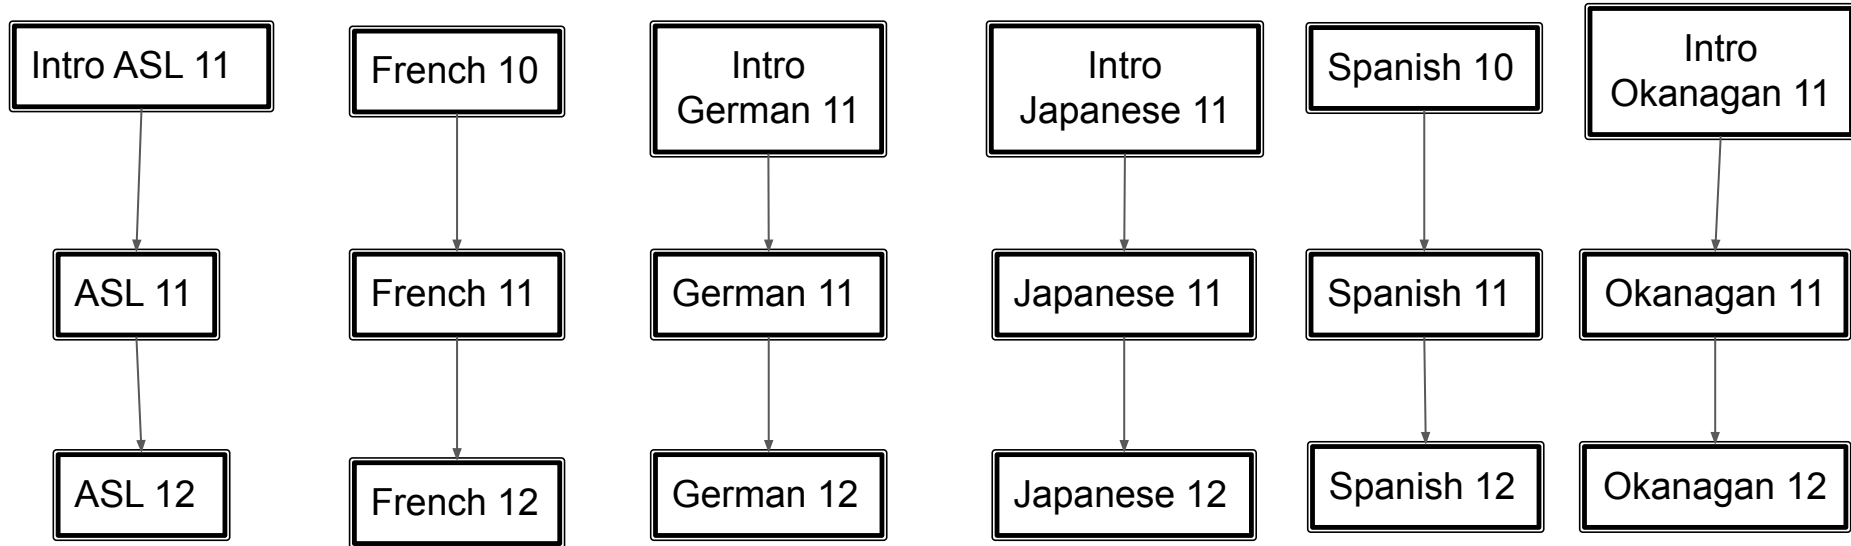 Intro ASL 11
French 10
Intro
German 11
Intro
Japanese 11
Spanish 10
Intro
Okanagan 11
ASL 11
French 11
German 11
Japanese 11
Spanish 11
Okanagan 11
ASL 12
French 12
German 12
Japanese 12
Spanish 12
Okanagan 12